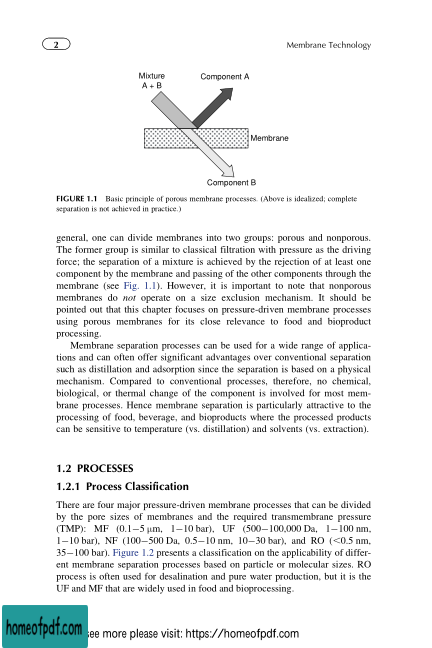 2
Membrane Technology
Mixture
A + B
Component A
Membrane
Component B
FIGURE 1.1 Basic principle of porous membrane processes. (Above is idealized; complete
separation is not achieved in practice.)
general, one can divide membranes into two groups: porous and nonporous.
The former group is similar to classical filtration with pressure as the driving
force; the separation of a mixture is achieved by the rejection of at least one
component by the membrane and passing of the other components through the
membrane (see Fig. 1.1). However, it is important to note that nonporous
membranes do not operate on a size exclusion mechanism. It should be
pointed out that this chapter focuses on pressure-driven membrane processes
using porous membranes for its close relevance to food and bioproduct
processing.
Membrane separation processes can be used for a wide range of applica-
tions and can often offer significant advantages over conventional separation
such as distillation and adsorption since the separation is based on a physical
mechanism. Compared to conventional processes, therefore, no chemical,
biological, or thermal change of the component is involved for most mem-
brane processes. Hence membrane separation is particularly attractive to the
processing of food, beverage, and bioproducts where the processed products
can be sensitive to temperature (vs. distillation) and solvents (vs. extraction).
1.2 PROCESSES
1.2.1 Process Classification
There are four major pressure-driven membrane processes that can be divided
by the pore sizes of membranes and the required transmembrane pressure
(TMP): MF (0.1−5 μm, 1−10 bar), UF (500−100,000 Da, 1−100 nm,
1−10 bar), NF (100−500 Da, 0.5−10 nm, 10−30 bar), and RO (<0.5 nm,
35−100 bar). Figure 1.2 presents a classification on the applicability of differ-
ent membrane separation processes based on particle or molecular sizes. RO
process is often used for desalination and pure water production, but it is the
UF and MF that are widely used in food and bioprocessing.
homeofpdf.com
see more please visit: https://homeofpdf.com